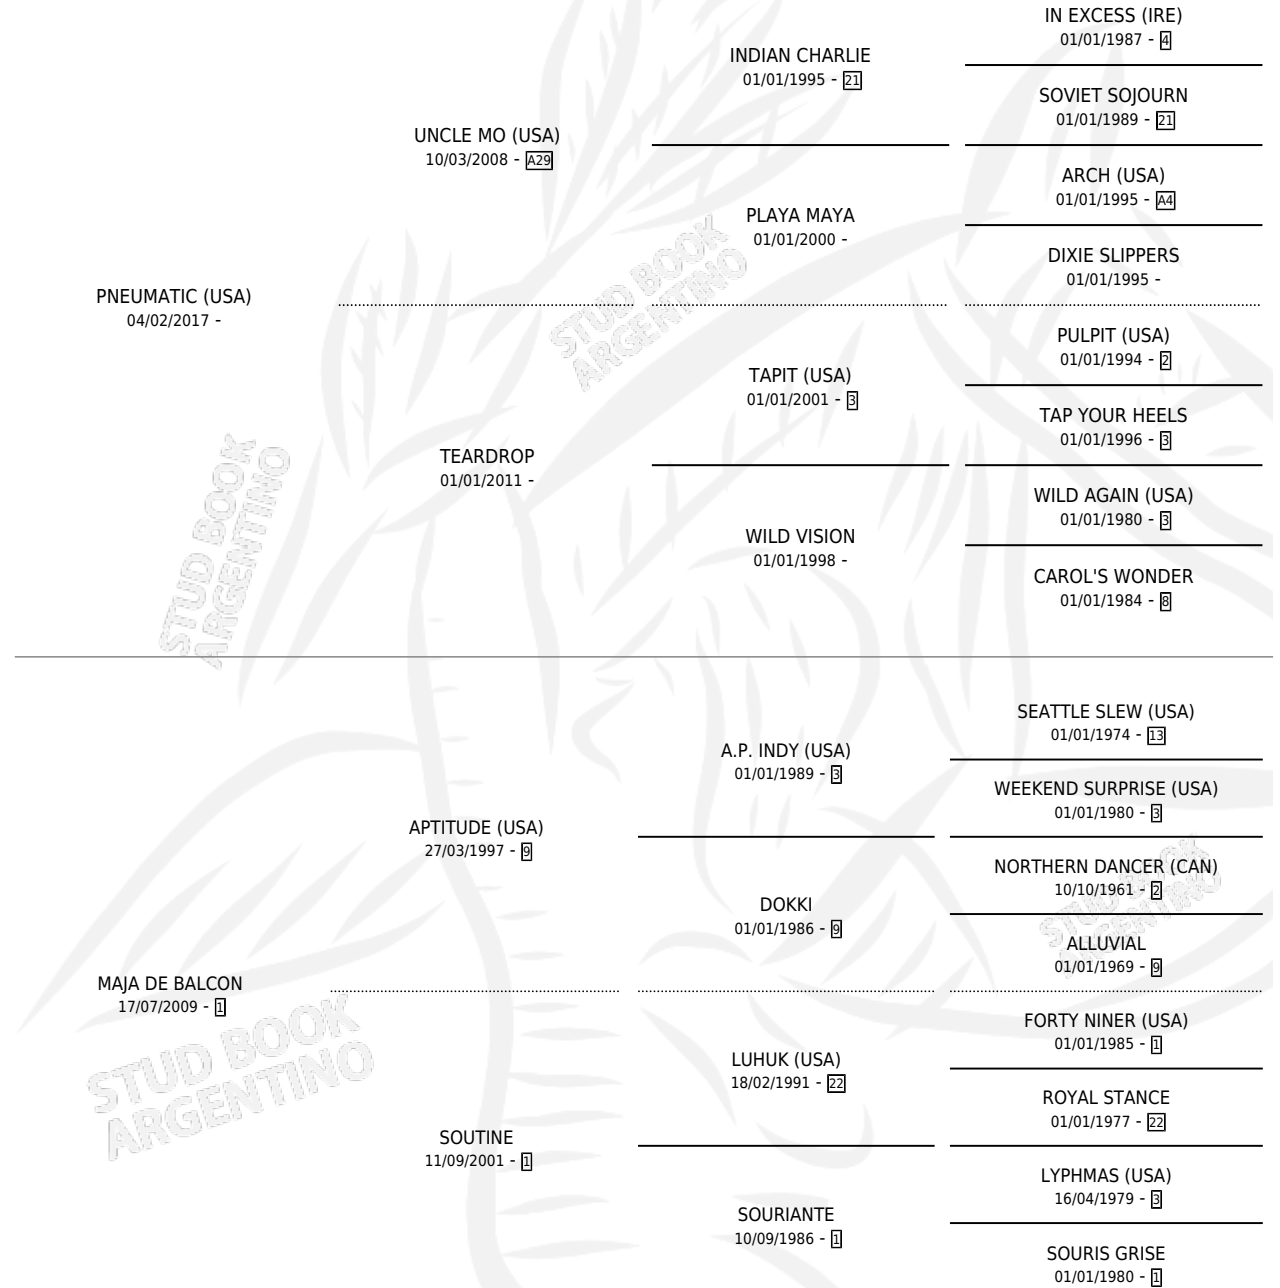 IN EXCESS (IRE)
01/01/1987 - 4
INDIAN CHARLIE
01/01/1995 - 21
SOVIET SOJOURN
01/01/1989 - 21
UNCLE MO (USA)
10/03/2008 - A29
ARCH (USA)
01/01/1995 - A4
PLAYA MAYA
01/01/2000 -
DIXIE SLIPPERS
01/01/1995 -
STUD BOOK
ARGENTINO
PNEUMATIC (USA)
04/02/2017 -
PULPIT (USA)
01/01/1994 - 2
TAPIT (USA)
01/01/2001 - 3
TAP YOUR HEELS
01/01/1996 - 3
TEARDROP
01/01/2011 -
WILD AGAIN (USA)
01/01/1980 - 3
WILD VISION
01/01/1998 -
CAROL'S WONDER
01/01/1984 - 8
STUD BOOK
ARGENTINO
SEATTLE SLEW (USA)
01/01/1974 - 13
A.P. INDY (USA)
01/01/1989 - 3
WEEKEND SURPRISE (USA)
01/01/1980 - 3
APTITUDE (USA)
27/03/1997 - 9
NORTHERN DANCER (CAN)
10/10/1961 - 2
DOKKI
01/01/1986 - 9
STUD BOOK
ARGENTINO
ALLUVIAL
01/01/1969 - 9
MAJA DE BALCON
17/07/2009 - 1
FORTY NINER (USA)
01/01/1985 - 1
LUHUK (USA)
18/02/1991 - 22
STUD BOOK
ARGENTINO
ROYAL STANCE
01/01/1977 - 22
SOUTINE
11/09/2001 - 1
LYPHMAS (USA)
16/04/1979 - 3
SOURIANTE
10/09/1986 - 1
SOURIS GRISE
01/01/1980 - 1